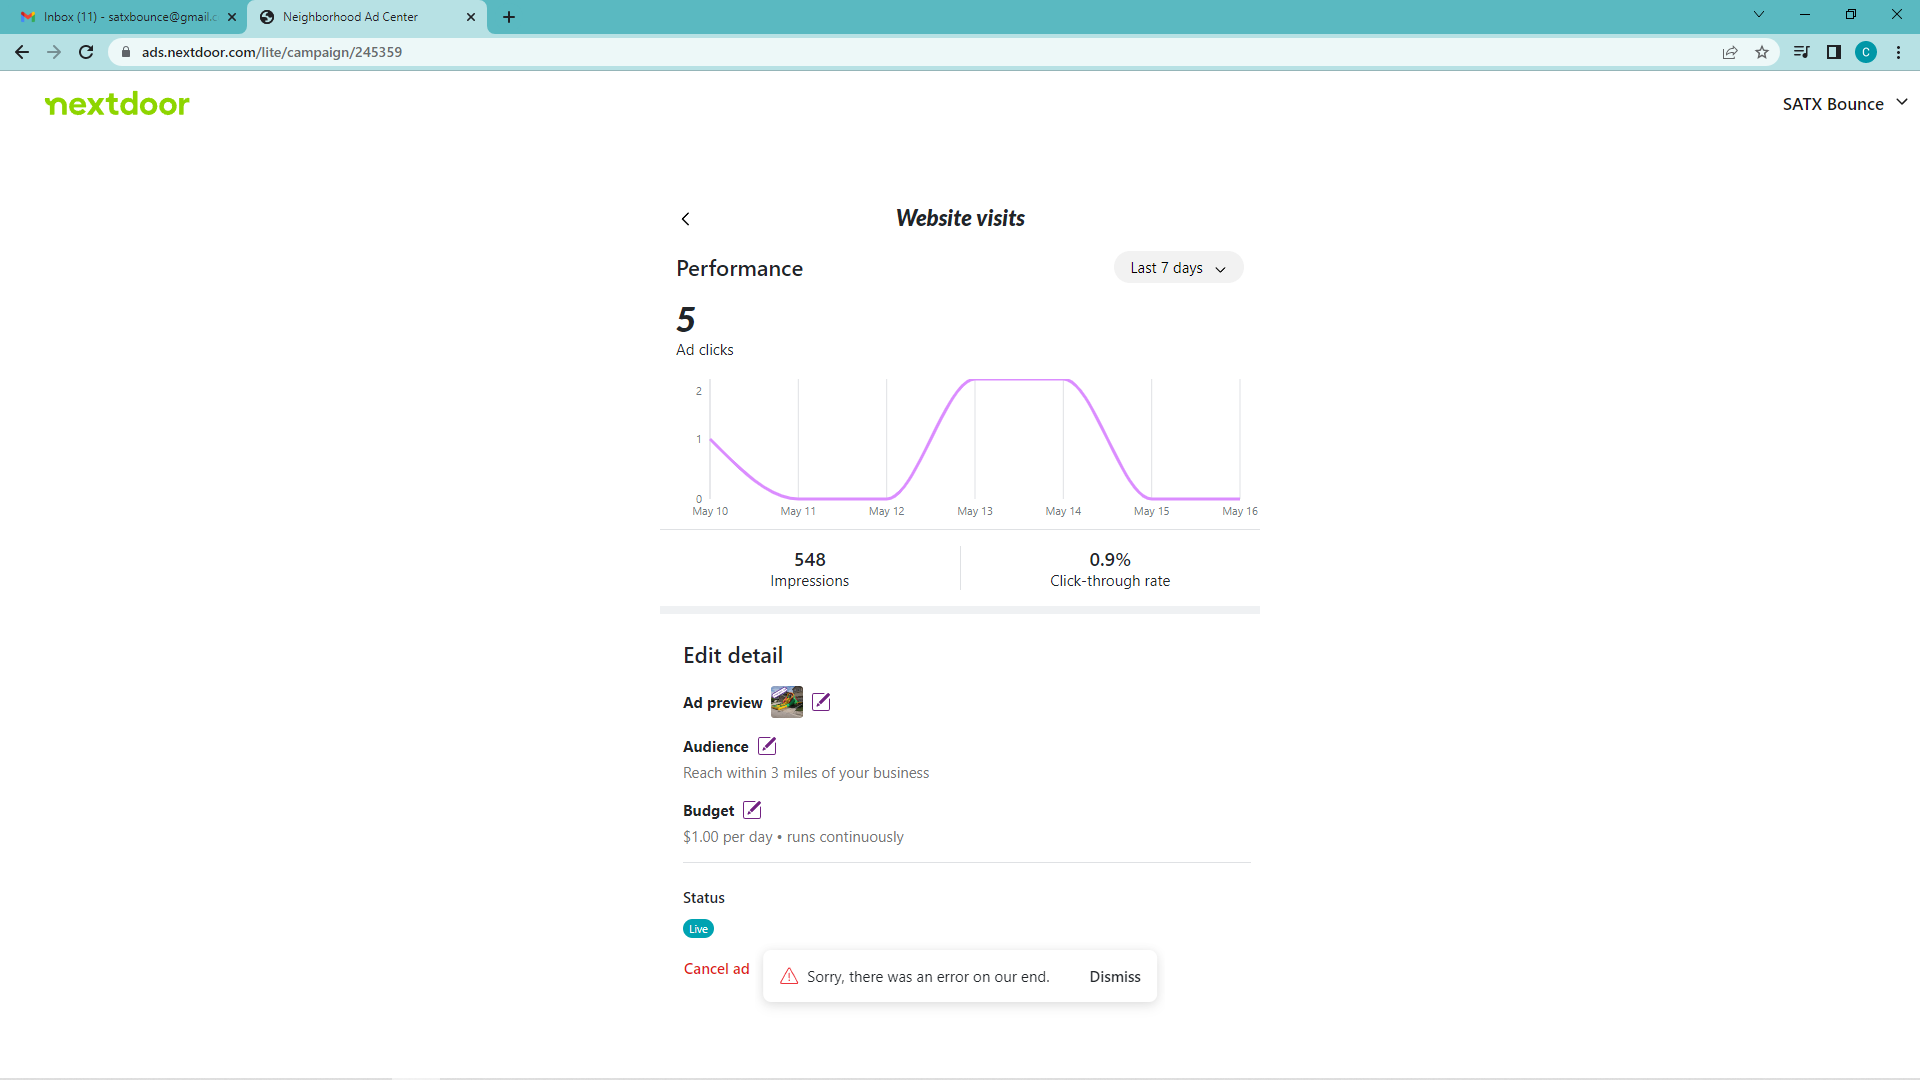 Inbox (11) - satxbounce@gmail.c
Neighborhood Ad Center
ads.nextdoor.com/lite/campaign/245359
C
nextdoor
SATX Bounce
Website visits
Performance
Last 7 days
5
Ad clicks
2
1
0
May 10 May 11 May 12 May 13 May 14 May 15 May 16
548
Impressions
0.9%
Click-through rate
Edit detail
Ad preview
Audience
Reach within 3 miles of your business
Budget
$1.00 per day • runs continuously
Status
Live
Cancel ad
Sorry, there was an error on our end.
Dismiss